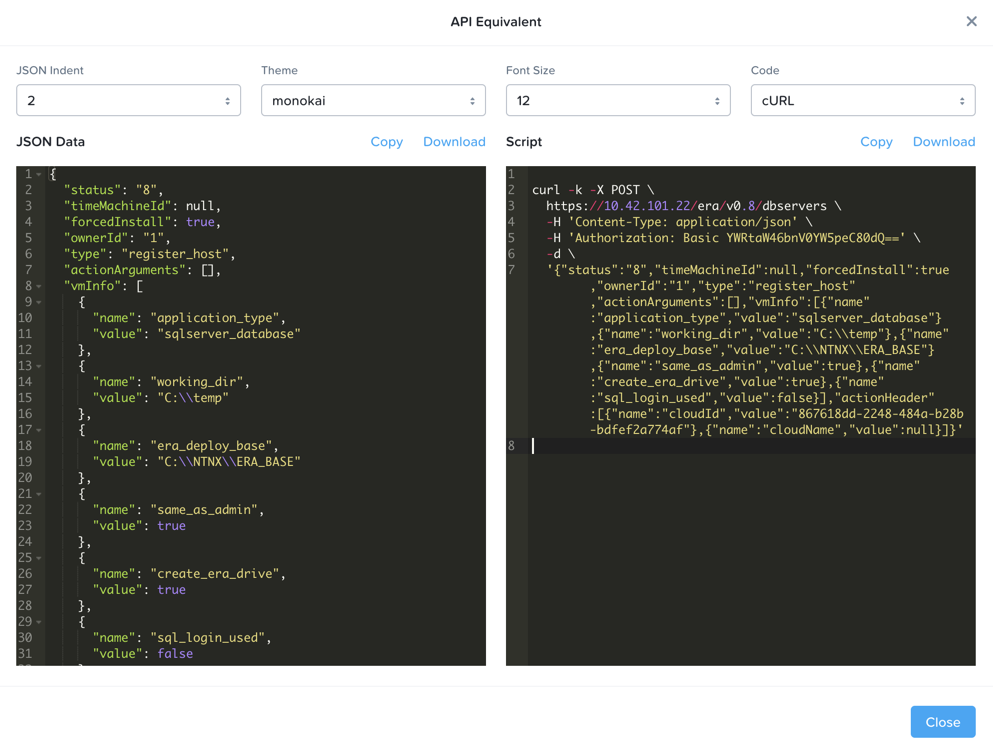 API Equivalent
JSON Indent
Theme
Font Size
Code
2
monokai
12
cURL
JSON Data
Copy
Download
Script
Copy
Download
1 {
2 "status": "8",
3 "timeMachineId": null,
4 "forcedInstall": true,
5 "ownerId": "1",
6 "type": "register_host",
7 "actionArguments": [],
8 "vmInfo": [
9 {
10 "name": "application_type",
11 "value": "sqlserver_database"
12 },
13 {
14 "name": "working_dir",
15 "value": "C:\\temp"
16 },
17 {
18 "name": "era_deploy_base",
19 "value": "C:\\NTNX\\ERA_BASE"
20 },
21 {
22 "name": "same_as_admin",
23 "value": true
24 },
25 {
26 "name": "create_era_drive",
27 "value": true
28 },
29 {
30 "name": "sql_login_used",
31 "value": false
1
2 curl -k -X POST \
3 https://10.42.101.22/era/v0.8/dbservers \
4 -H 'Content-Type: application/json' \
5 -H 'Authorization: Basic YWRtaW46bnV0YW5peC80dQ==' \
6 -d \
7 '{"status":"8","timeMachineId":null,"forcedInstall":true
,"ownerId":"1","type":"register_host"
,"actionArguments":[],"vmInfo":[{"name"
:"application_type","value":"sqlserver_database"}
,{"name":"working_dir","value":"C:\\temp"},{"name"
:"era_deploy_base","value":"C:\\NTNX\\ERA_BASE"}
,{"name":"same_as_admin","value":true},{"name"
:"create_era_drive","value":true},{"name"
:"sql_login_used","value":false}],"actionHeader"
:[{"name":"cloudId","value":"867618dd-2248-484a-b28b
-bdfef2a774af"},{"name":"cloudName","value":null}]}'
8
Close